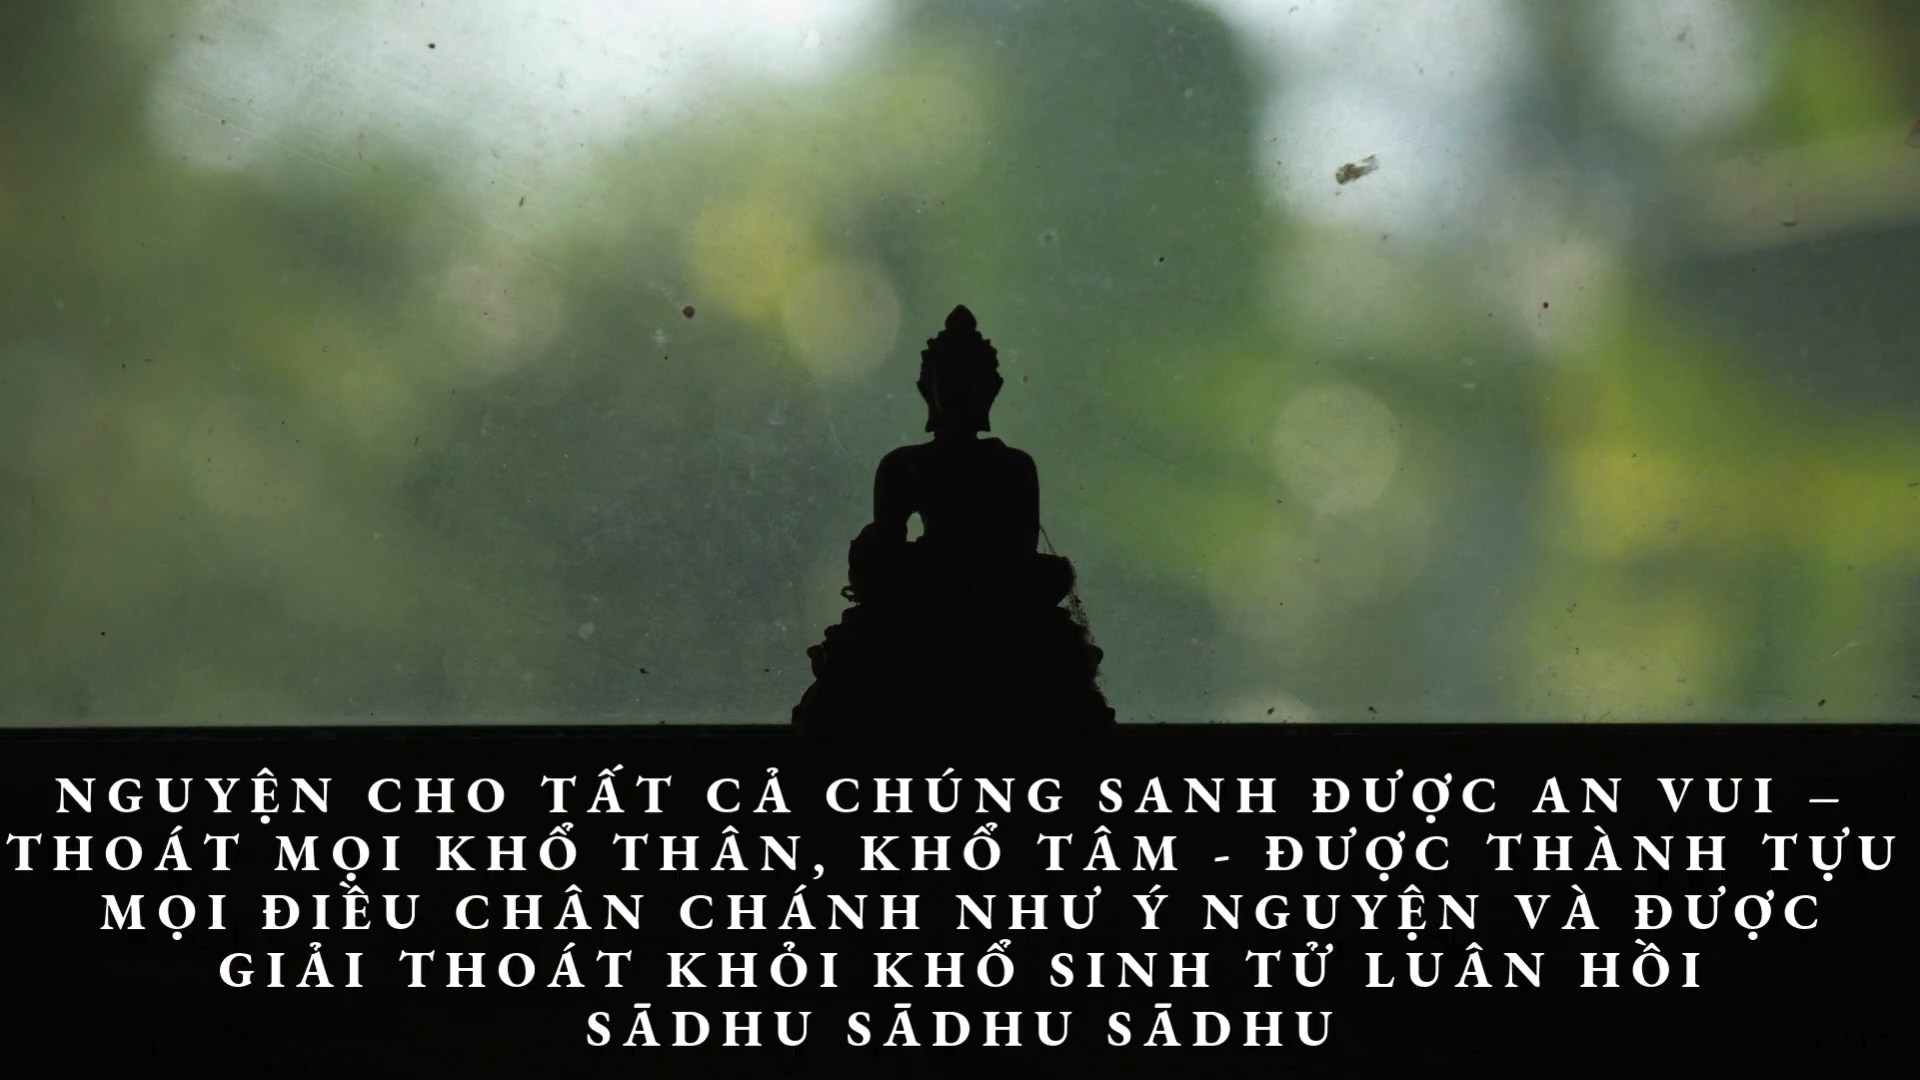 NGUYỆN CHO TẤT CẢ CHÚNG SANH ĐƯỢC AN VUI –
THOÁT MỌI KHỔ THÂN, KHỔ TÂM - ĐƯỢC THÀNH TỰU
MỌI ĐIỀU CHÂN CHÁNH NHƯ Ý NGUYỆN VÀ ĐƯỢC
GIẢI THOÁT KHỎI KHỔ SINH TỬ LUÂN HỒI
SĀDHU SĀDHU SĀDHU